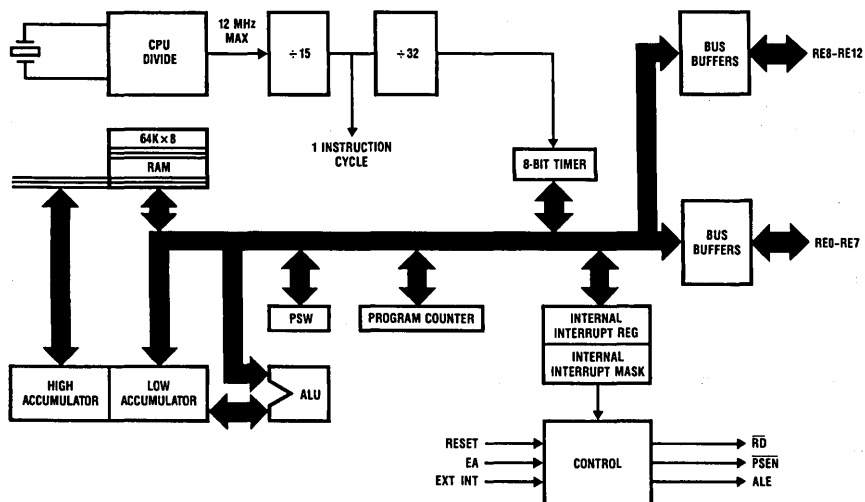 CPU
DIVIDE
12 MHz
MAX
÷15
÷32
BUS
BUFFERS
RE8-RE12
64K × 8
RAM
1 INSTRUCTION
CYCLE
8-BIT TIMER
BUS
BUFFERS
RE0-RE7
PSW
PROGRAM COUNTER
INTERNAL
INTERRUPT REG
INTERNAL
INTERRUPT MASK
HIGH
ACCUMULATOR
LOW
ACCUMULATOR
ALU
RESET
EA
EXT INT
CONTROL
R̅D̅
P̅S̅E̅N̅
ALE